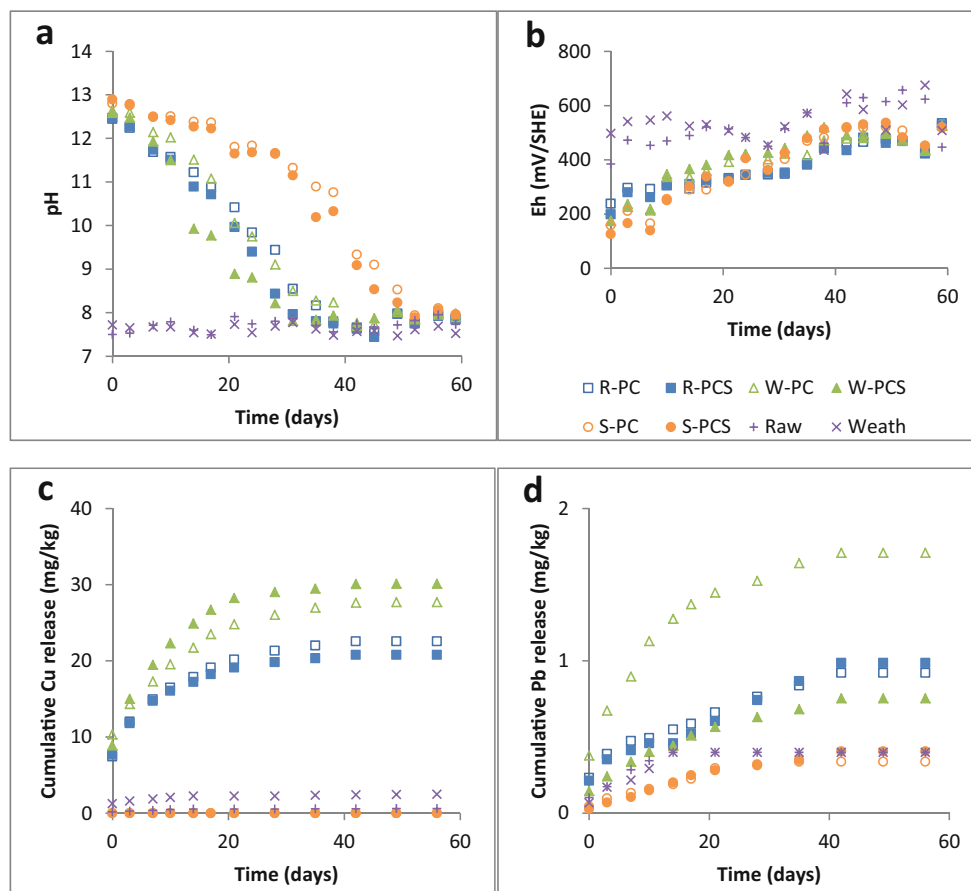 a
14
13
12
11
10
9
8
7
pH
0 20 40 60
Time (days)
b
800
600
400
200
0
Eh (mV/SHE)
0 20 40 60
Time (days)
R-PC R-PCS W-PC W-PCS
S-PC S-PCS Raw Weath
c
40
30
20
10
0
Cumulative Cu release (mg/kg)
0 20 40 60
Time (days)
d
2
1
0
Cumulative Pb release (mg/kg)
0 20 40 60
Time (days)